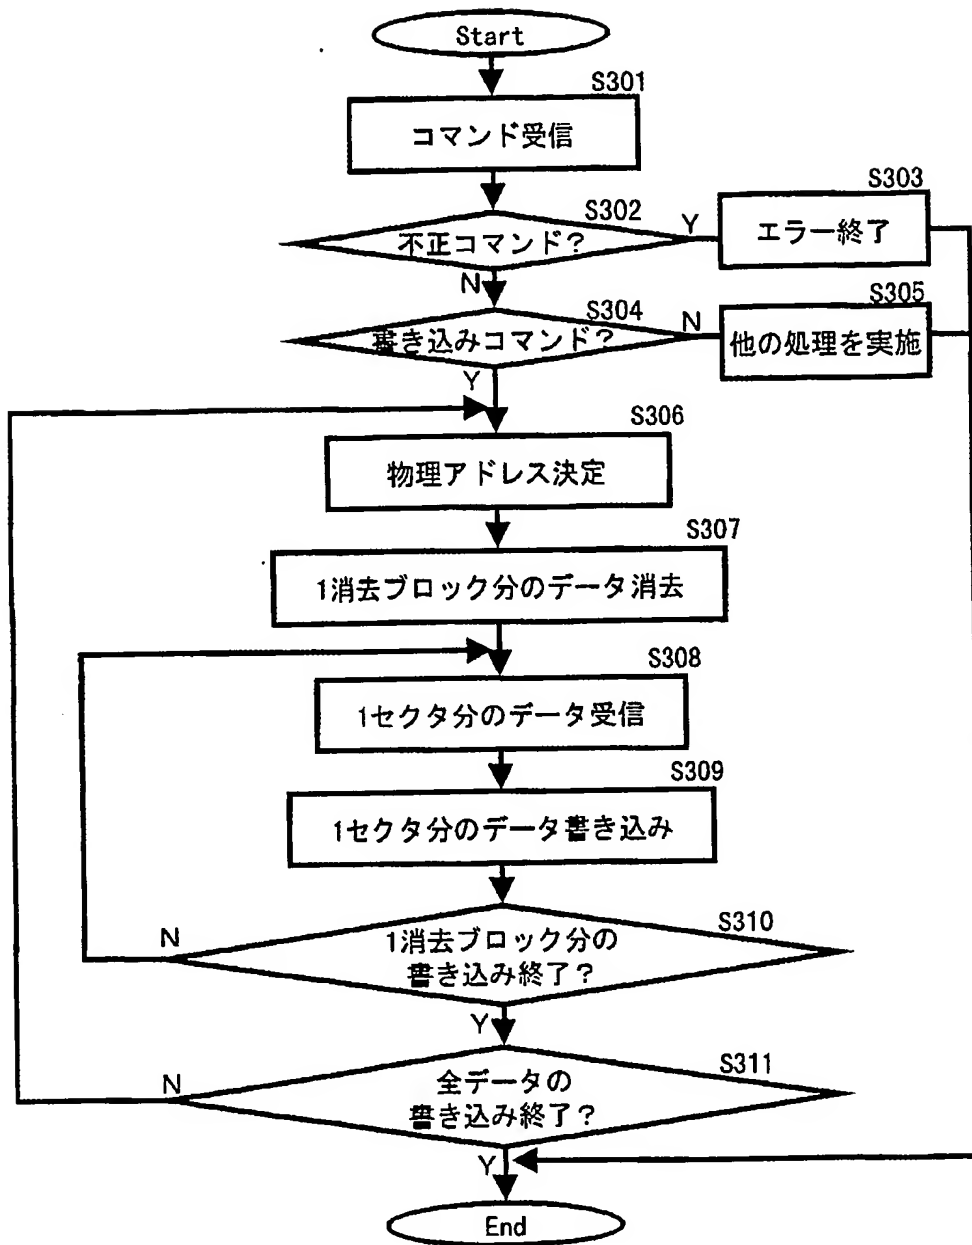 Start
S301
コマンド受信
S302
不正コマンド?
Y
S303
エラー終了
N
S304
書き込みコマンド?
N
S305
他の処理を実施
Y
S306
物理アドレス決定
S307
1消去ブロック分のデータ消去
S308
1セクタ分のデータ受信
S309
1セクタ分のデータ書き込み
S310
1消去ブロック分の
書き込み終了?
N
Y
S311
全データの
書き込み終了?
N
Y
End